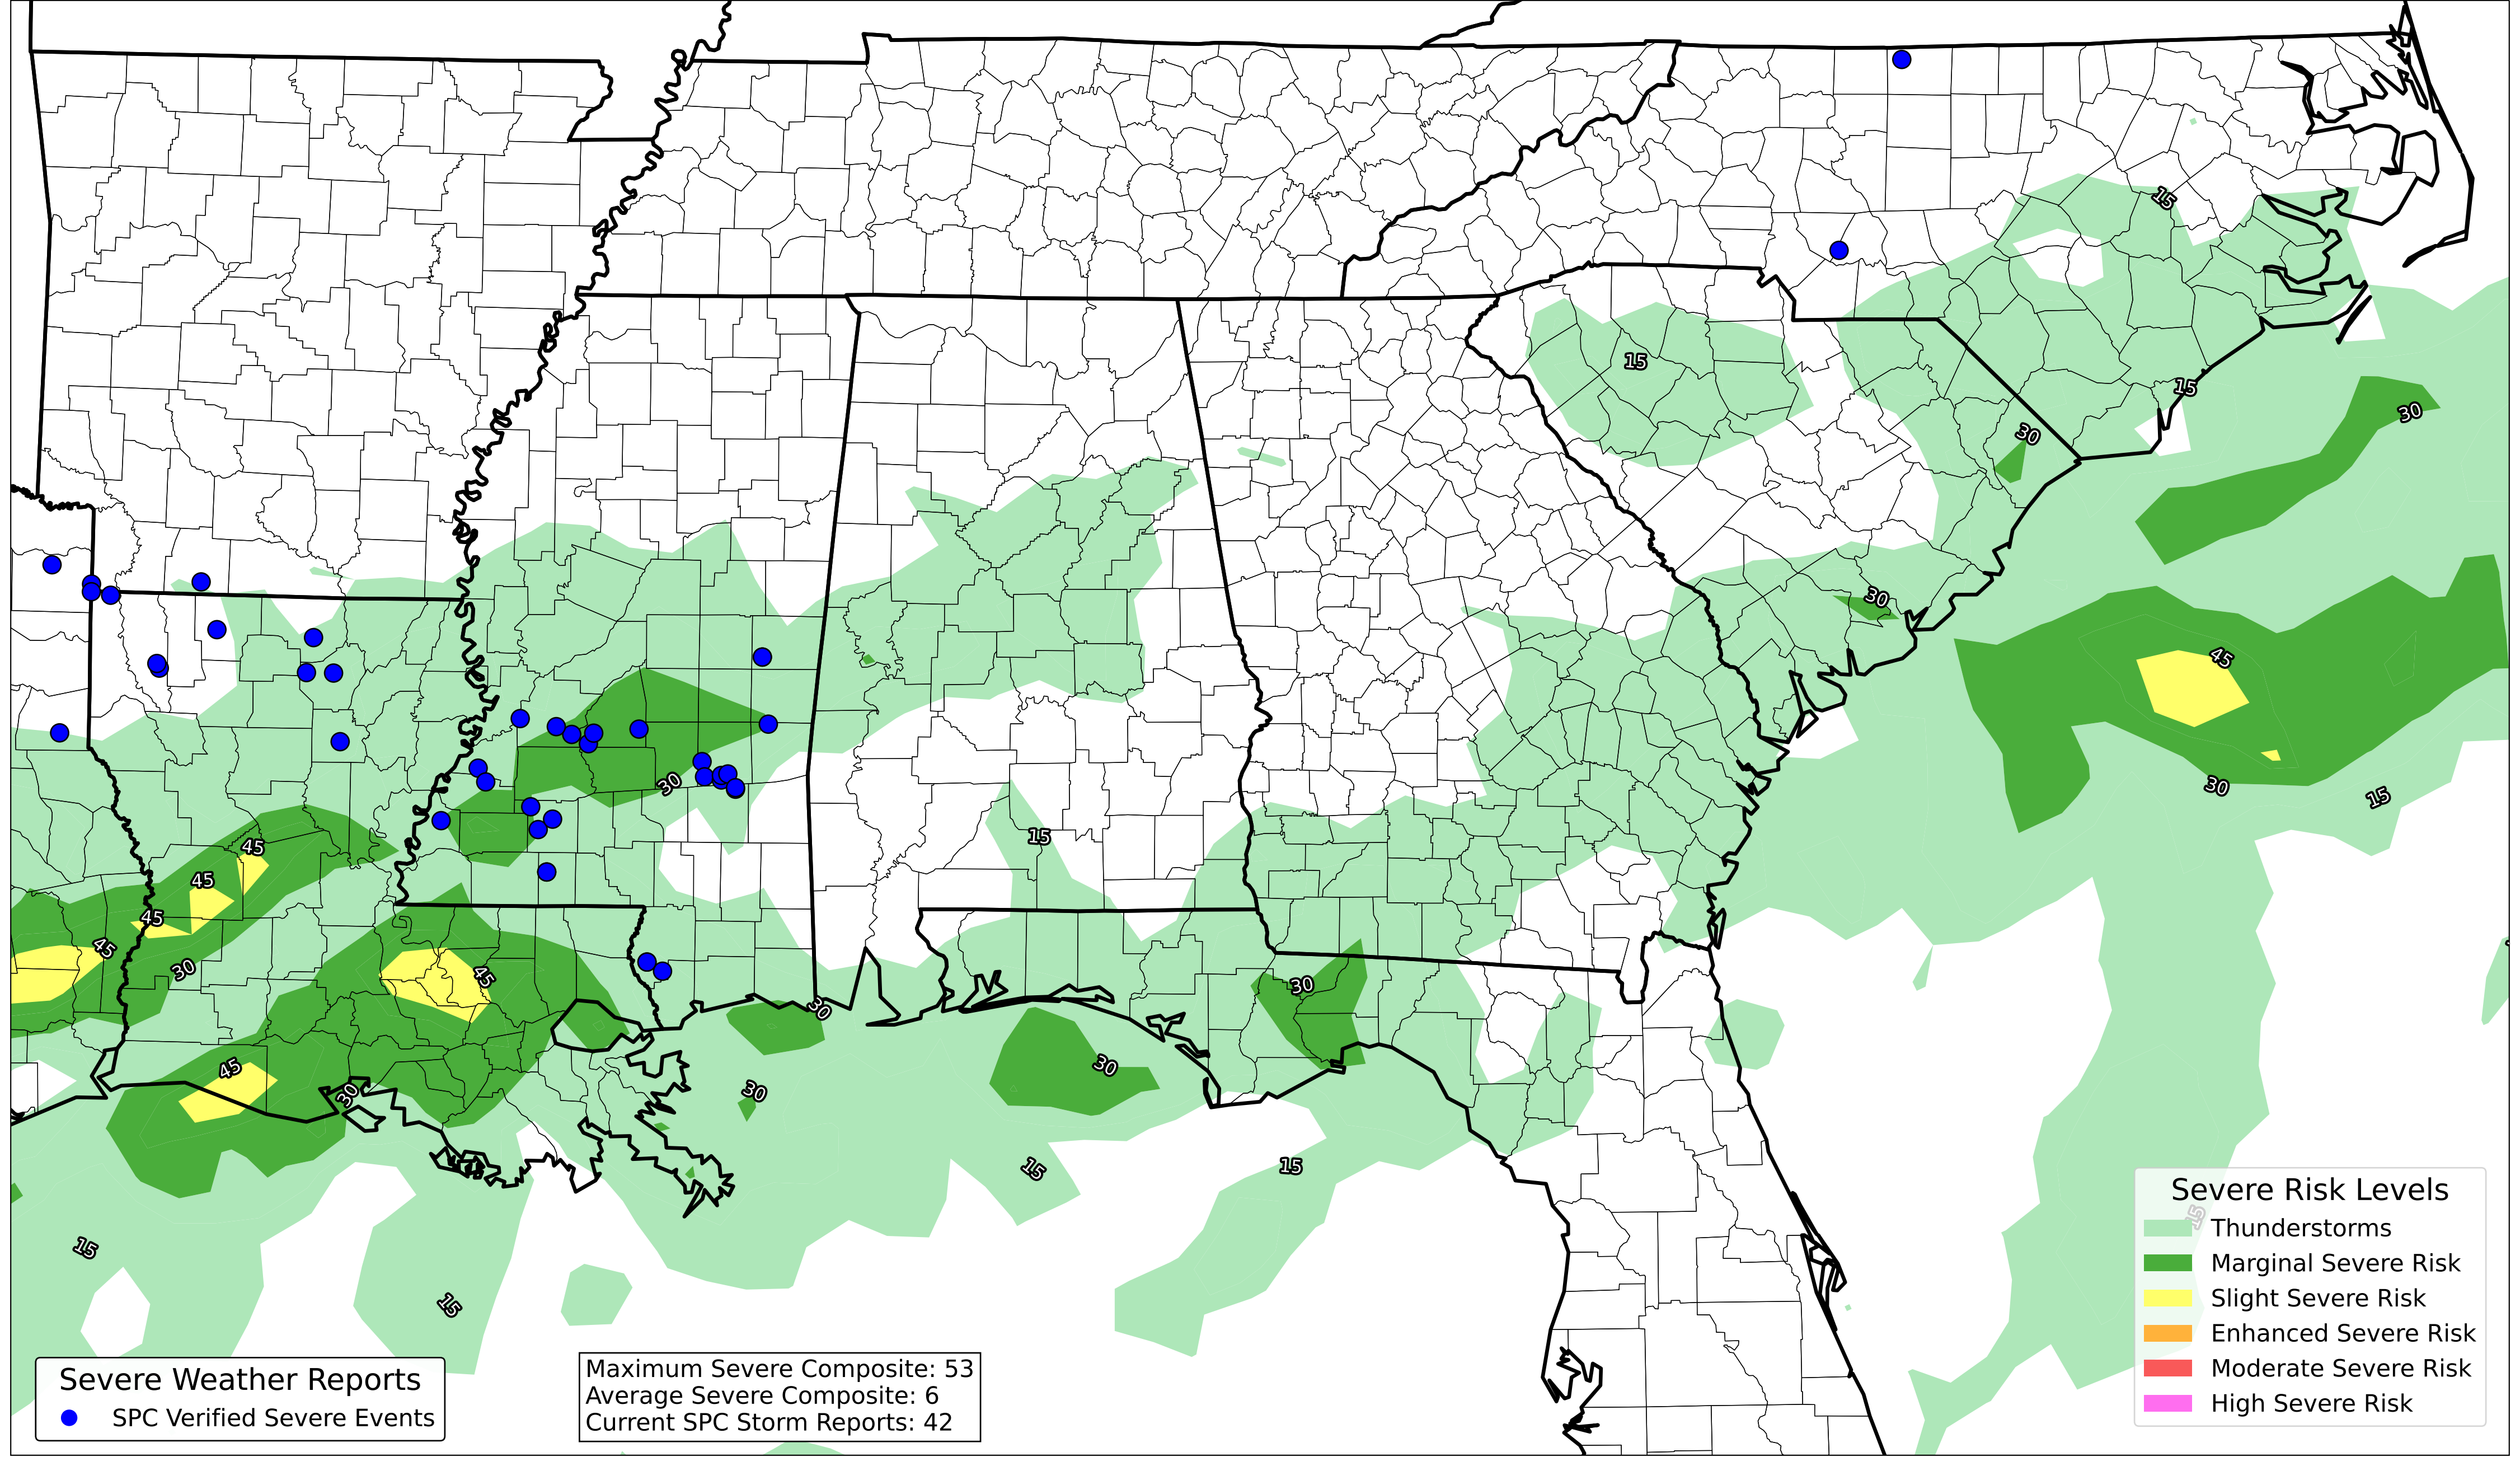 15
15
30
15
30
30
45
30
15
30
15
45
45
45
45
30
45
30
30
30
45
30
30
30
15
15
15
15
15
Severe Risk Levels
Thunderstorms
Marginal Severe Risk
Slight Severe Risk
Enhanced Severe Risk
Moderate Severe Risk
High Severe Risk
Severe Weather Reports
SPC Verified Severe Events
Maximum Severe Composite: 53
Average Severe Composite: 6
Current SPC Storm Reports: 42